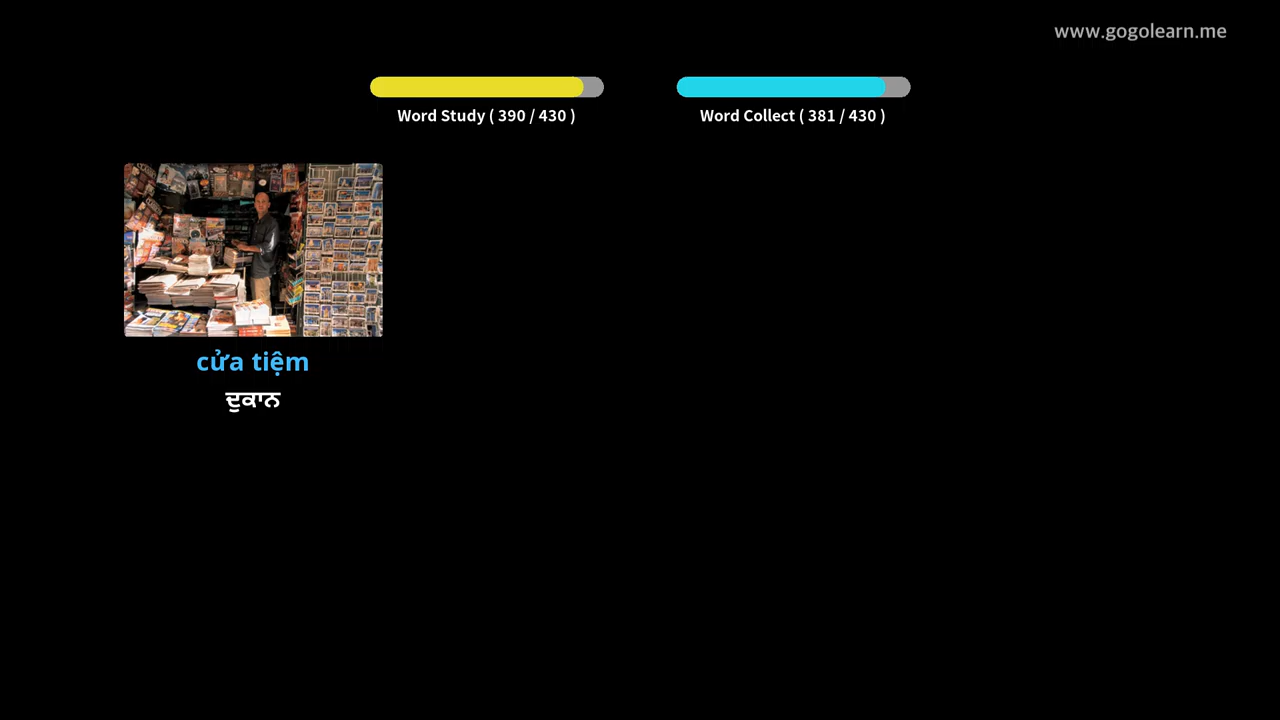 www.gogolearn.me
Word Study ( 390 / 430 )
Word Collect ( 381 / 430 )
cửa tiệm
ਦੁਕਾਨ